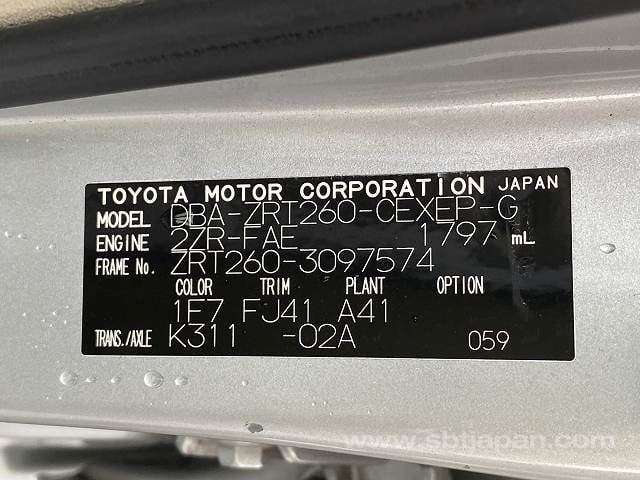 TOYOTA MOTOR CORPORATION JAPAN
MODEL DBA-ZRT260-CEXEP-G
ENGINE 2ZR-FAE 1797 mL
FRAME No. ZRT260-3097574
COLOR TRIM PLANT OPTION
1E7 FJ41 A41
TRANS./AXLE K311 -02A 059
www.sbtjapan.com